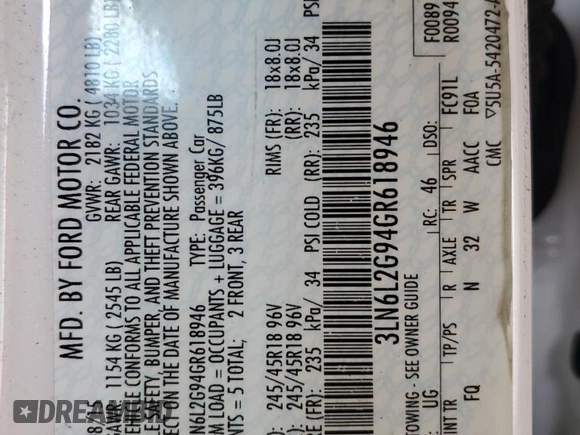 MFD. BY FORD MOTOR CO.
GVWR: 2182 KG ( 4810 LB)
1154 KG ( 2545 LB) REAR GAWR: 1034 KG ( 2280 LB)
CONFORMS TO ALL APPLICABLE FEDERAL MOTOR
SAFETY, BUMPER, AND THEFT PREVENTION STANDARDS
ON THE DATE OF MANUFACTURE SHOWN ABOVE.
N6L2G94GR618946 TYPE: Passenger Car
M LOAD = OCCUPANTS + LUGGAGE = 396KG/ 875LB
S = 5 TOTAL; 2 FRONT, 3 REAR
245/45R18 96V RIMS (FR): 18x8.0J
245/45R18 96V (RR): 18x8.0J
RE (FR): 235 kPa/ 34 PSI COLD (RR): 235 kPa/ 34 PSI
3LN6L2G94GR618946
TOWING - SEE OWNER GUIDE
F0089
R0094
UG RC: 46 DSO: FC91L
INT TR TP/PS R AXLE TR SPR
FQ N 32 W AACC F0A
CMC ▽5U5A-5420472-
DREAMBID